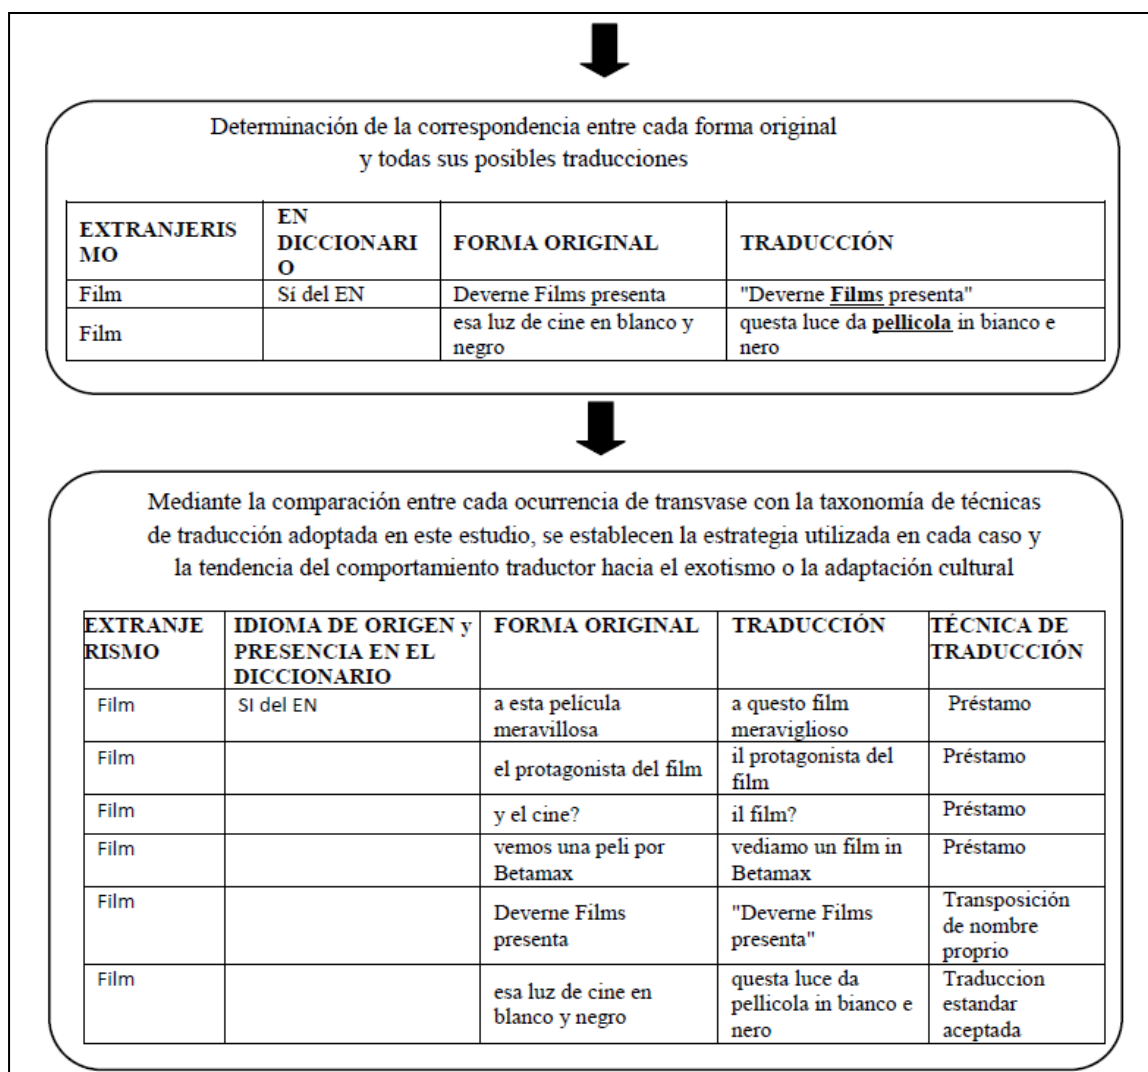 Determinación de la correspondencia entre cada forma original
y todas sus posibles traducciones
EXTRANJERIS
MO
EN
DICCIONARI
O
FORMA ORIGINAL
TRADUCCIÓN
Film
Sí del EN
Deverne Films presenta
"Deverne Films presenta"
Film
esa luz de cine en blanco y
negro
questa luce da pellicola in bianco e
nero
Mediante la comparación entre cada ocurrencia de transvase con la taxonomía de técnicas
de traducción adoptada en este estudio, se establecen la estrategia utilizada en cada caso y
la tendencia del comportamiento traductor hacia el exotismo o la adaptación cultural
EXTRANJE
RISMO
IDIOMA DE ORIGEN y
PRESENCIA EN EL
DICCIONARIO
FORMA ORIGINAL
TRADUCCIÓN
TÉCNICA DE
TRADUCCIÓN
Film
SI del EN
a esta película
meravillosa
a questo film
meraviglioso
Préstamo
Film
el protagonista del film
il protagonista del
film
Préstamo
Film
y el cine?
il film?
Préstamo
Film
vemos una peli por
Betamax
vediamo un film in
Betamax
Préstamo
Film
Deverne Films
presenta
"Deverne Films
presenta"
Transposición
de nombre
proprio
Film
esa luz de cine en
blanco y negro
questa luce da
pellicola in bianco e
nero
Traduccion
estandar
aceptada